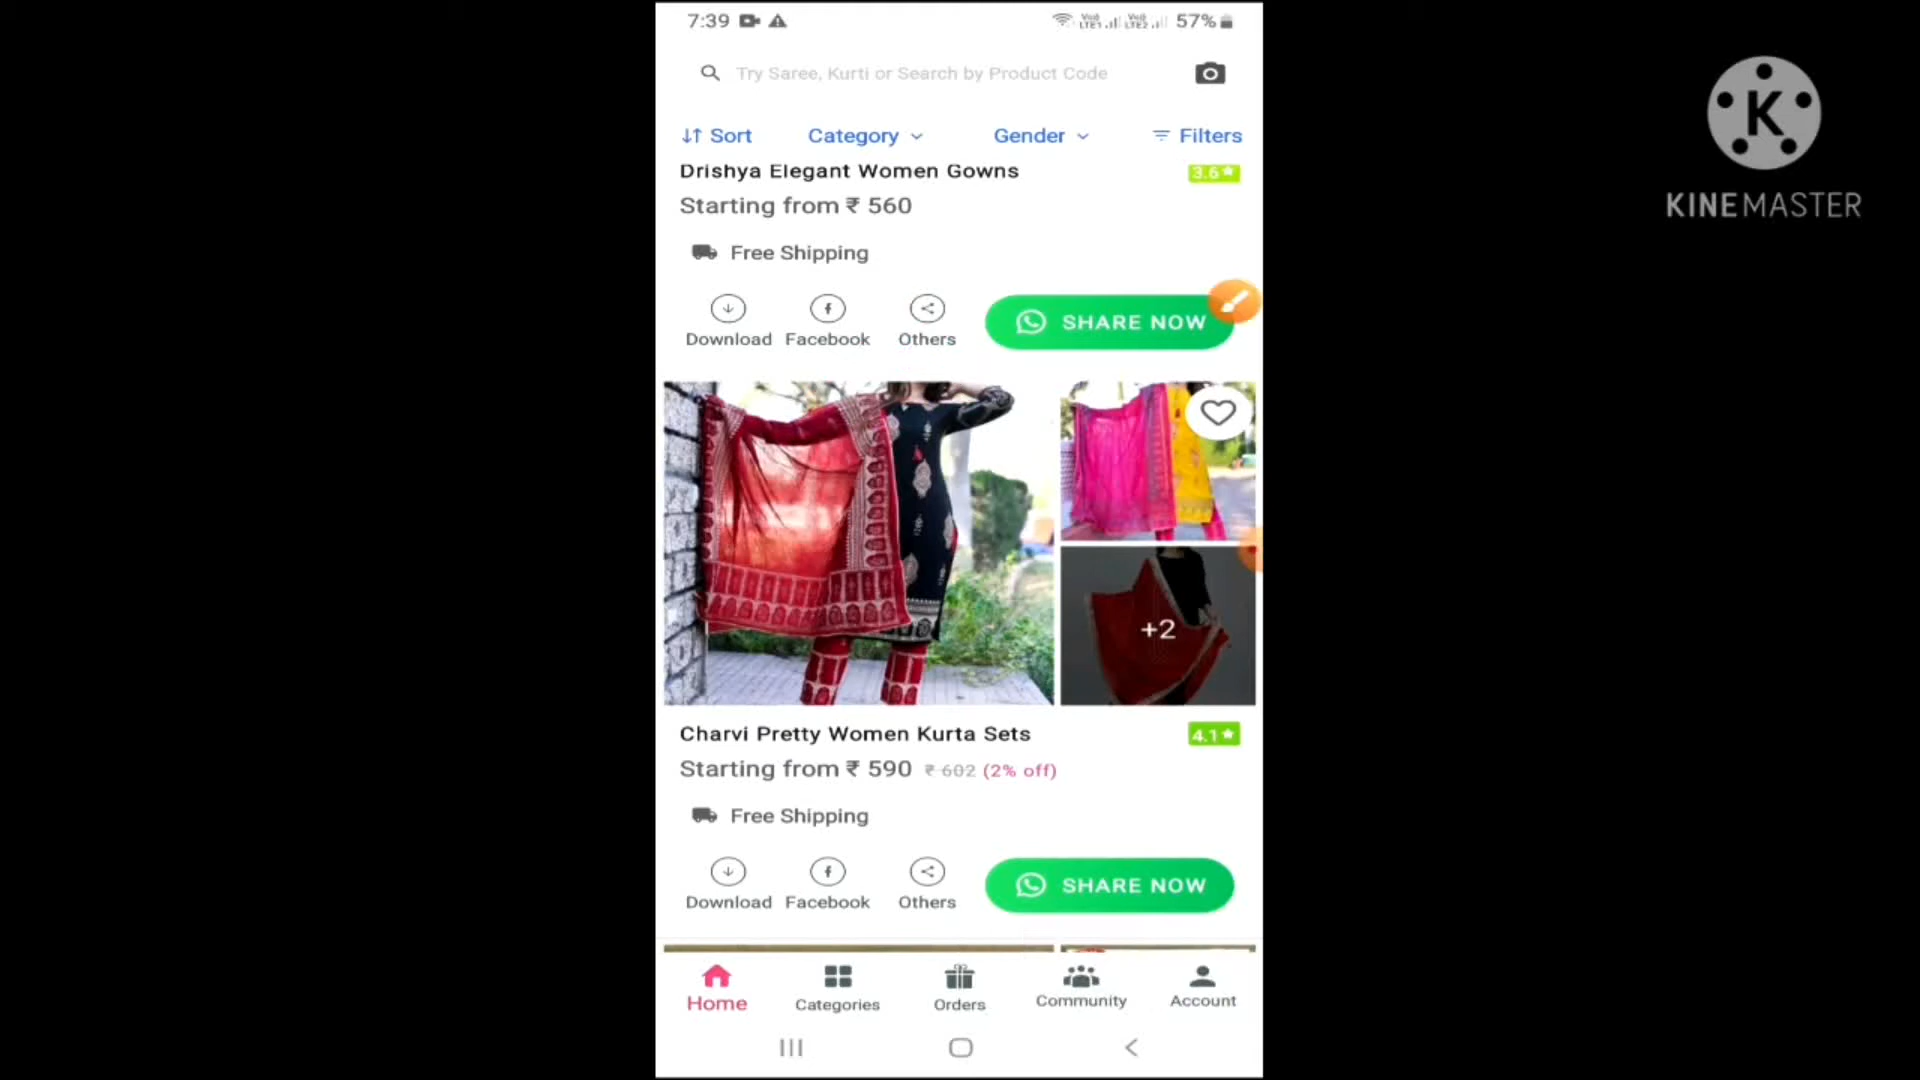 7:39 57%
Try Saree, Kurti or Search by Product Code
Sort Category Gender Filters
Drishya Elegant Women Gowns 3.6
Starting from ₹ 560
Free Shipping
Download Facebook Others SHARE NOW
+2
Charvi Pretty Women Kurta Sets 4.1
Starting from ₹ 590 ₹ 602 (2% off)
Free Shipping
Download Facebook Others SHARE NOW
Home Categories Orders Community Account
K
KINEMASTER